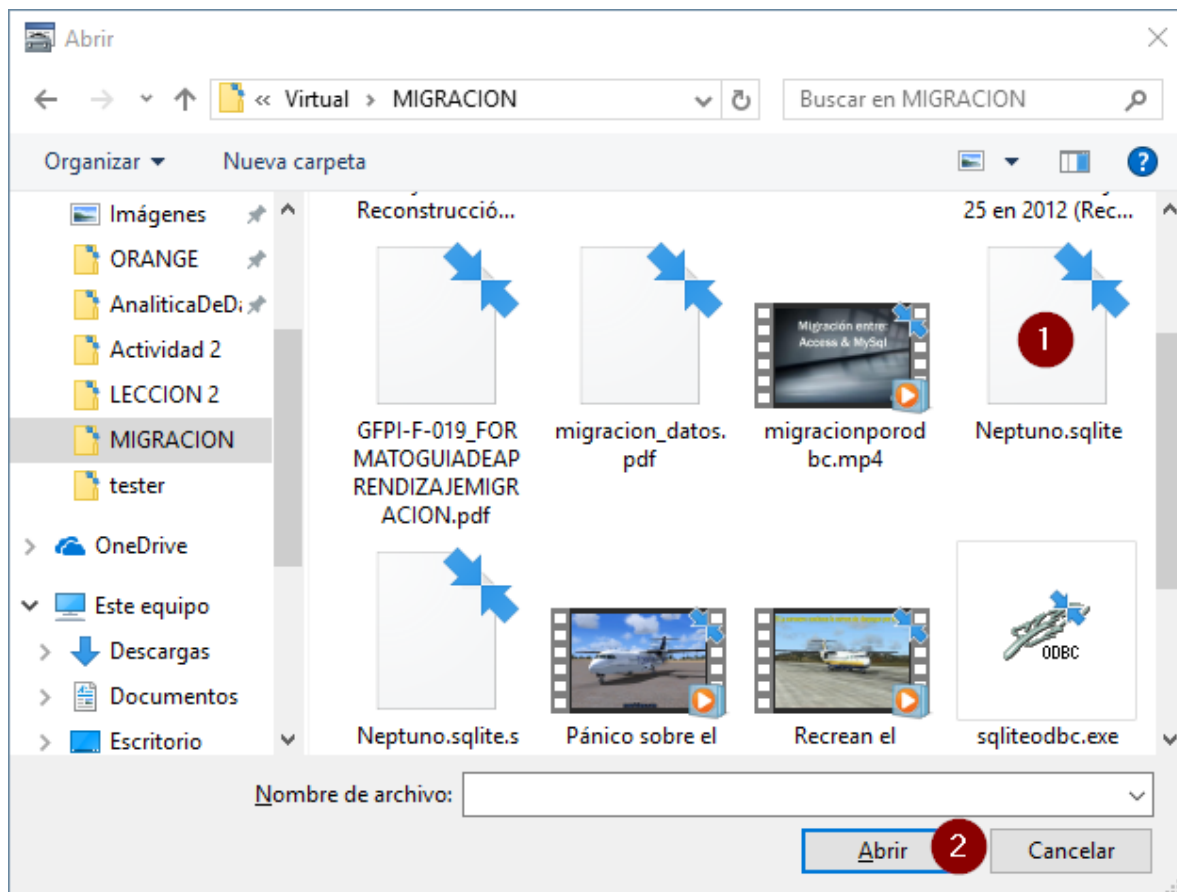 Abrir
« Virtual > MIGRACION
Buscar en MIGRACION
Organizar
Nueva carpeta
?
Imágenes
ORANGE
AnaliticaDeDa
Actividad 2
LECCION 2
MIGRACION
tester
OneDrive
Este equipo
Descargas
Documentos
Escritorio
Reconstrucció...
25 en 2012 (Rec...
Migración entre:
Access & MySql
1
GFPI-F-019_FOR
MATOGUIADEAP
RENDIZAJEMIGR
ACION.pdf
migracion_datos.
pdf
migracionporod
bc.mp4
Neptuno.sqlite
ODBC
Neptuno.sqlite.s
Pánico sobre el
Recrean el
sqliteodbc.exe
Nombre de archivo:
Abrir
2
Cancelar